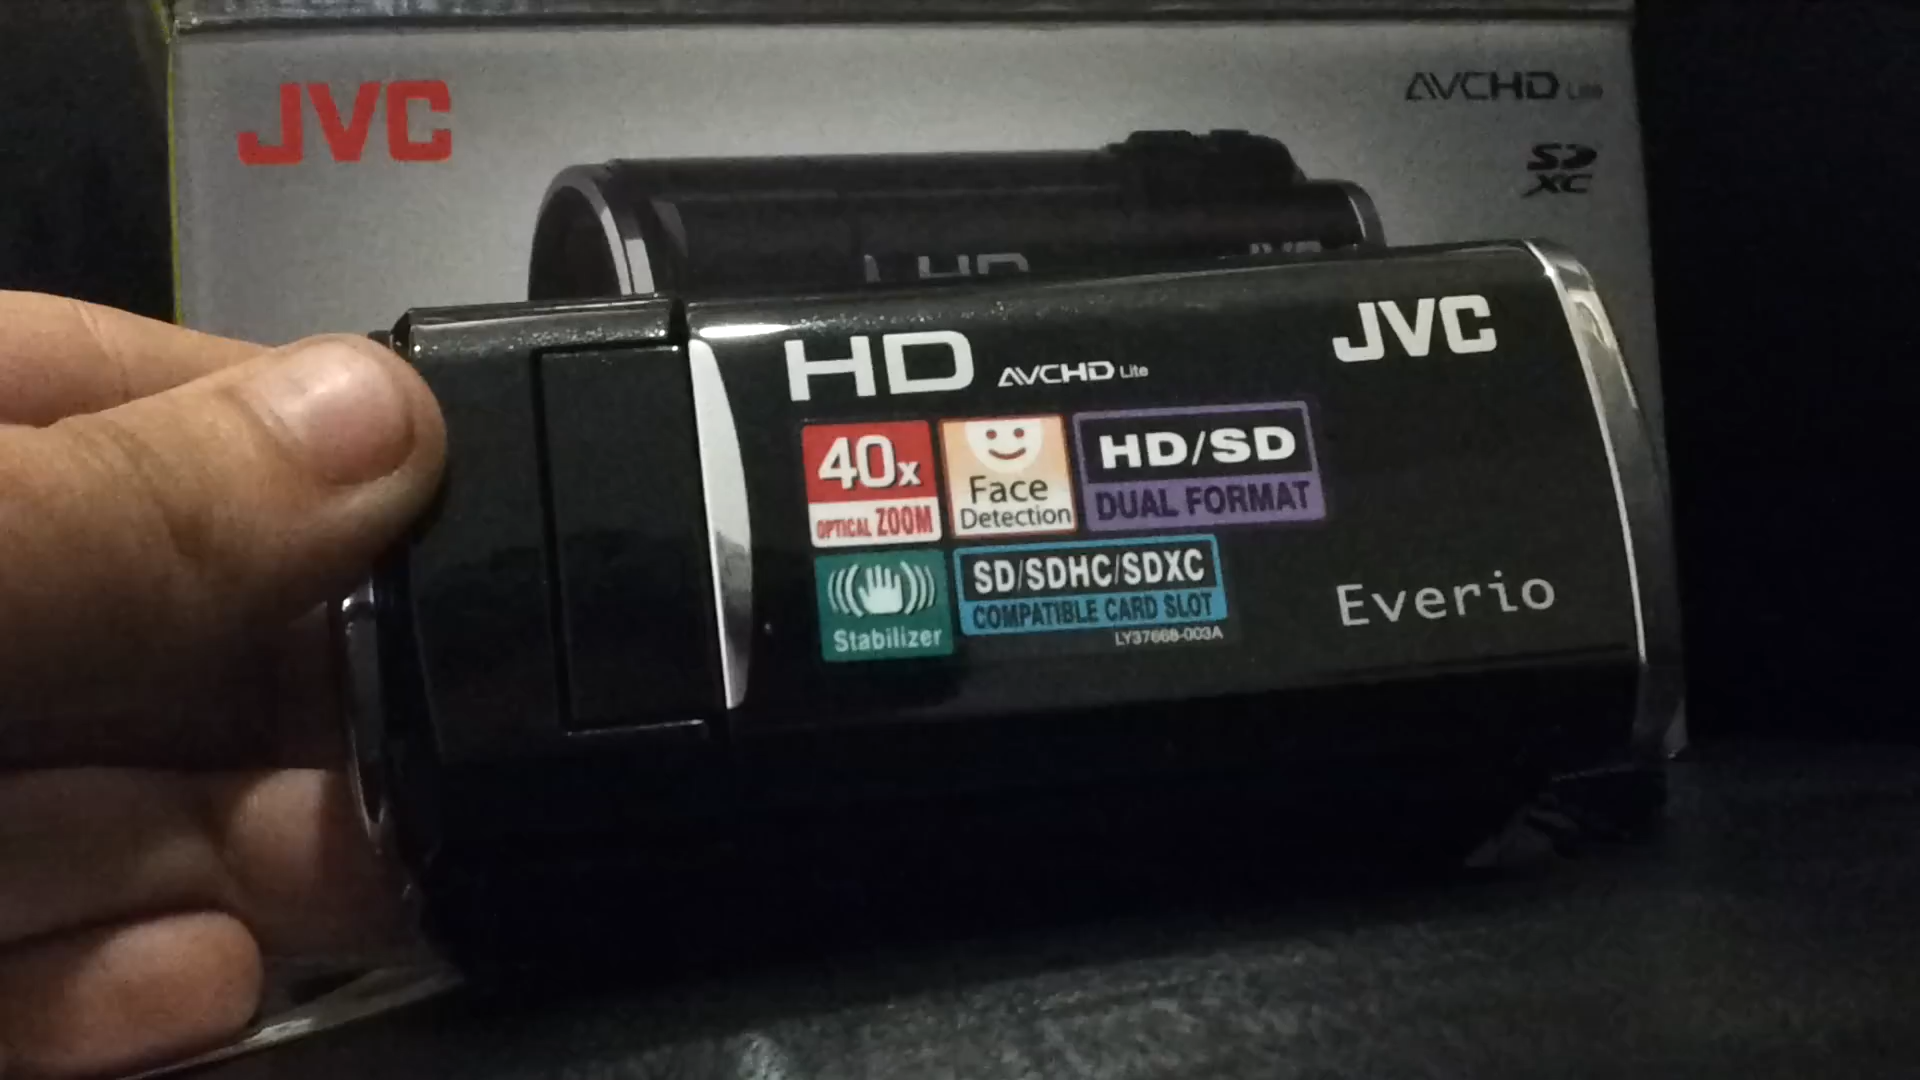 JVC
AVCHD Lite
SD
XC
HD
HD AVCHD Lite
JVC
40x
OPTICAL ZOOM
Face
Detection
HD/SD
DUAL FORMAT
Stabilizer
SD/SDHC/SDXC
COMPATIBLE CARD SLOT
LY37668-003A
Everio